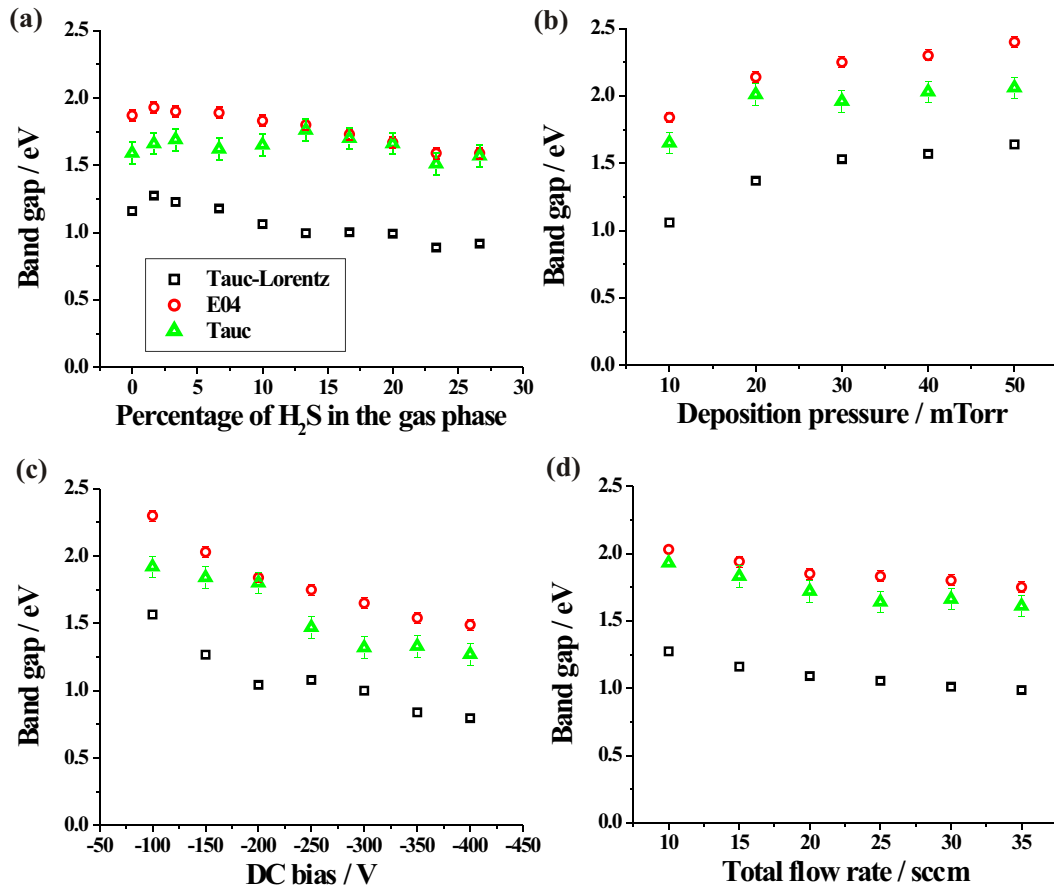 (a)
2.5
2.0
1.5
1.0
0.5
0.0
Band gap / eV
Tauc-Lorentz
E04
Tauc
0 5 10 15 20 25 30
Percentage of H₂S in the gas phase
(b)
2.5
2.0
1.5
1.0
0.5
0.0
Band gap / eV
10 20 30 40 50
Deposition pressure / mTorr
(c)
2.5
2.0
1.5
1.0
0.5
0.0
Band gap / eV
-50 -100 -150 -200 -250 -300 -350 -400 -450
DC bias / V
(d)
2.5
2.0
1.5
1.0
0.5
0.0
Band gap / eV
10 15 20 25 30 35
Total flow rate / sccm